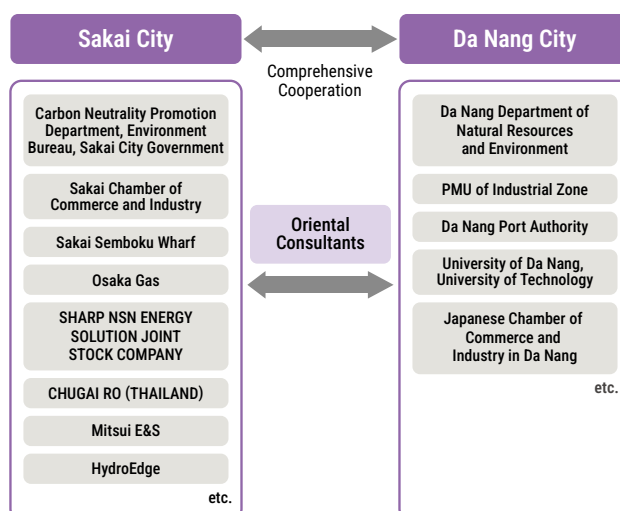 Sakai City
Carbon Neutrality Promotion
Department, Environment
Bureau, Sakai City Government
Sakai Chamber of
Commerce and Industry
Sakai Semboku Wharf
Osaka Gas
SHARP NSN ENERGY
SOLUTION JOINT
STOCK COMPANY
CHUGAI RO (THAILAND)
Mitsui E&S
HydroEdge
etc.
Comprehensive
Cooperation
Oriental
Consultants
Da Nang City
Da Nang Department of
Natural Resources
and Environment
PMU of Industrial Zone
Da Nang Port Authority
University of Da Nang,
University of Technology
Japanese Chamber of
Commerce and
Industry in Da Nang
etc.